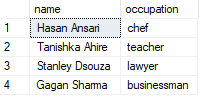 name occupation
1 Hasan Ansari chef
2 Tanishka Ahire teacher
3 Stanley Dsouza lawyer
4 Gagan Sharma businessman